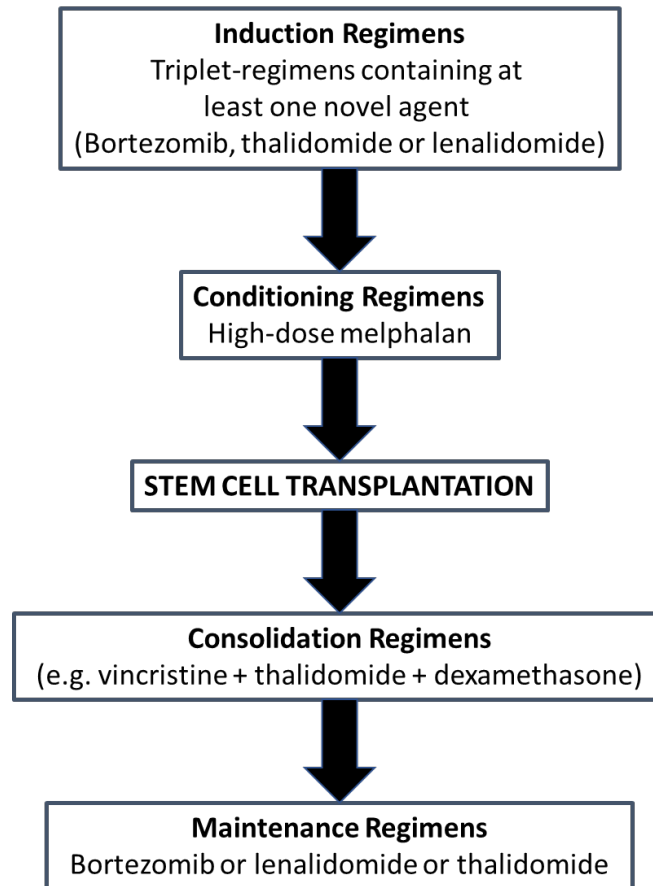 Induction Regimens
Triplet-regimens containing at
least one novel agent
(Bortezomib, thalidomide or lenalidomide)
Conditioning Regimens
High-dose melphalan
STEM CELL TRANSPLANTATION
Consolidation Regimens
(e.g. vincristine + thalidomide + dexamethasone)
Maintenance Regimens
Bortezomib or lenalidomide or thalidomide